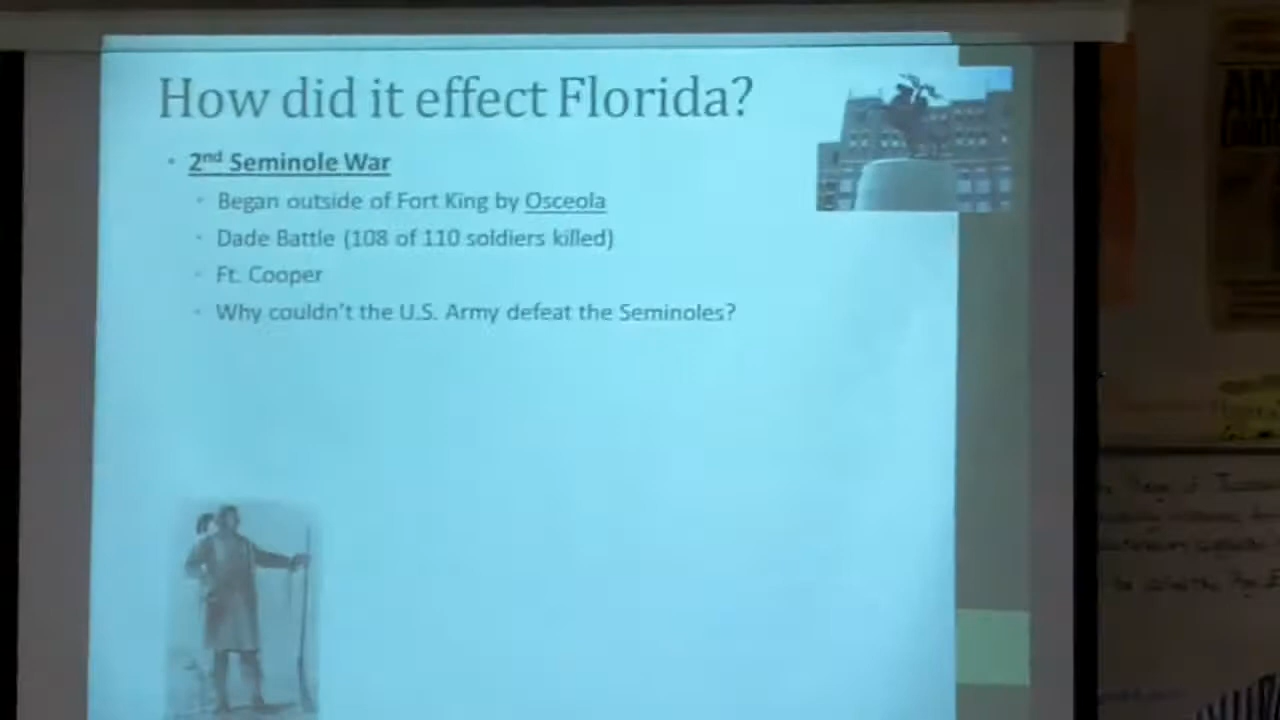 How did it effect Florida?
• 2nd Seminole War
• Began outside of Fort King by Osceola
• Dade Battle (108 of 110 soldiers killed)
• Ft. Cooper
• Why couldn't the U.S. Army defeat the Seminoles?